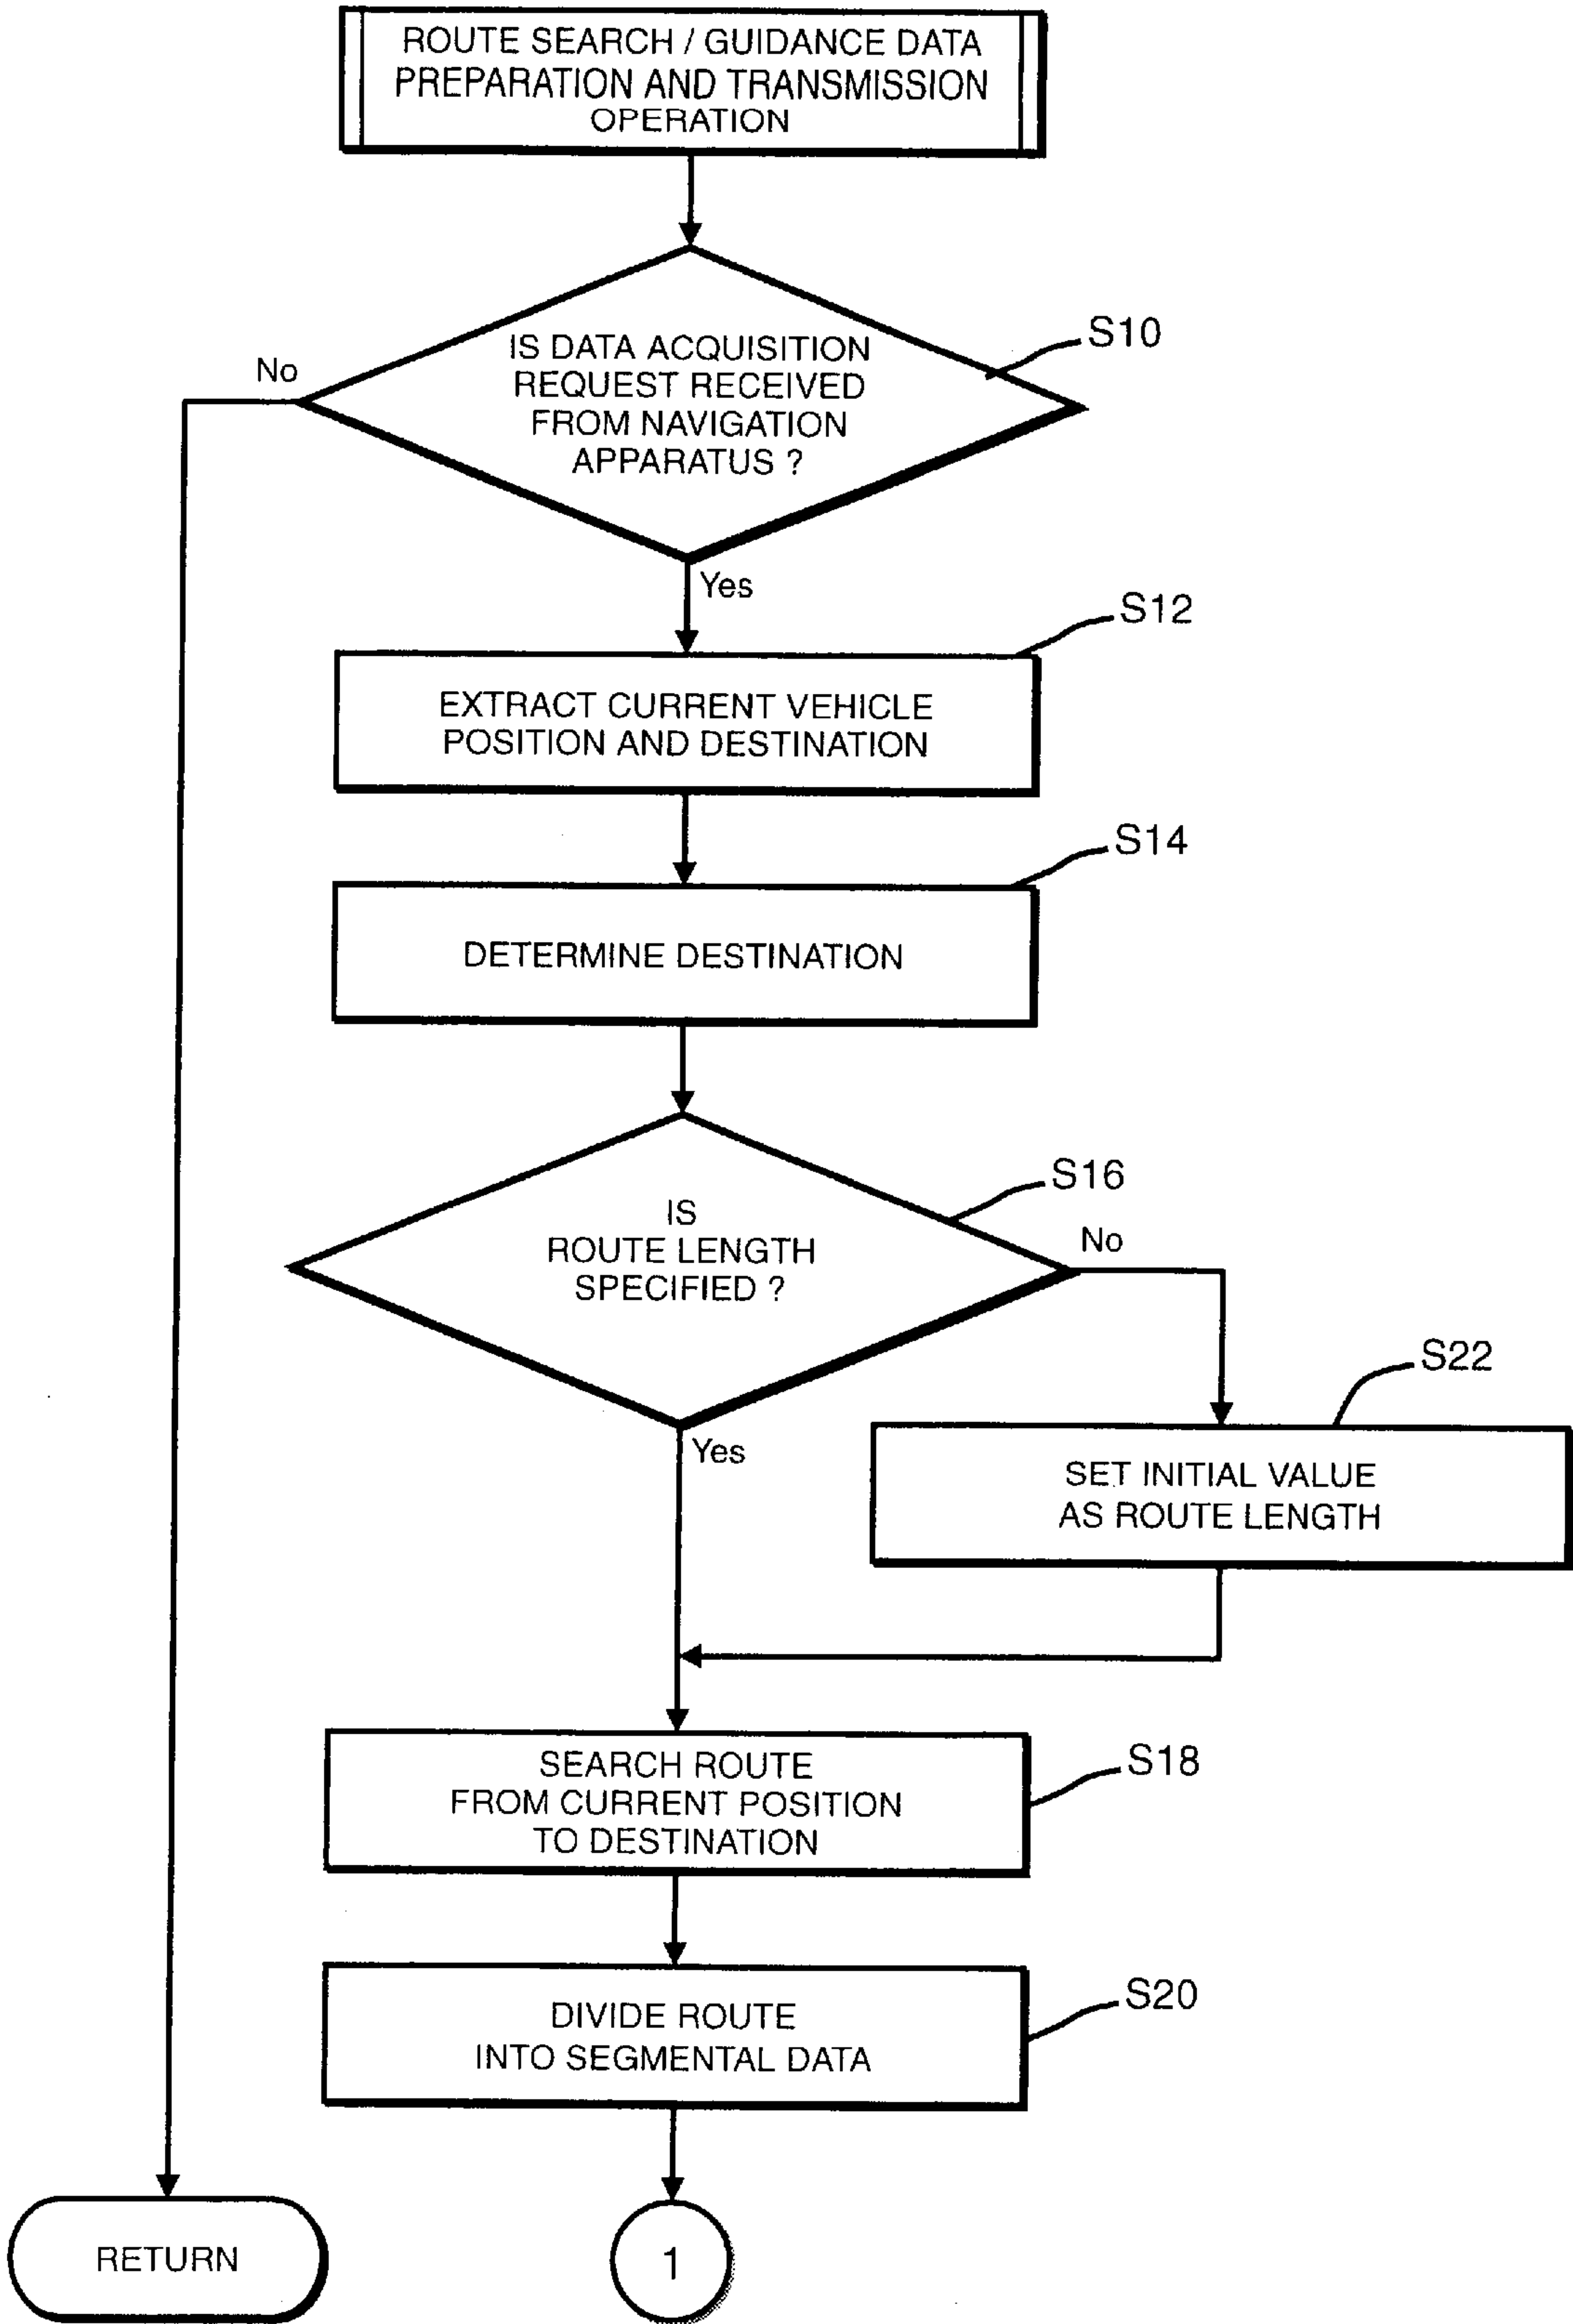 ROUTE SEARCH / GUIDANCE DATA
PREPARATION AND TRANSMISSION
OPERATION
S10
IS DATA ACQUISITION
REQUEST RECEIVED
FROM NAVIGATION
APPARATUS ?
No
Yes
S12
EXTRACT CURRENT VEHICLE
POSITION AND DESTINATION
S14
DETERMINE DESTINATION
S16
IS
ROUTE LENGTH
SPECIFIED ?
No
Yes
S22
SET INITIAL VALUE
AS ROUTE LENGTH
S18
SEARCH ROUTE
FROM CURRENT POSITION
TO DESTINATION
S20
DIVIDE ROUTE
INTO SEGMENTAL DATA
RETURN
1